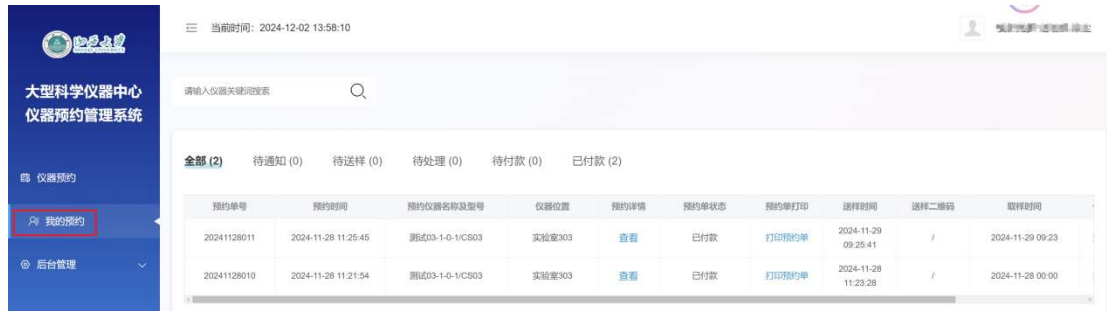 当前时间：2024-12-02 13:58:10
大型科学仪器中心
仪器预约管理系统
仪器预约
我的预约
后台管理
请输入仪器关键词搜索
全部 (2) 待通知 (0) 待送样 (0) 待处理 (0) 待付款 (0) 已付款 (2)
预约单号 预约时间 预约仪器名称及型号 仪器位置 预约详情 预约单状态 预约单打印 送样时间 送样二维码 取样时间
20241128011 2024-11-28 11:25:45 测试03-1-0-1/CS03 实验室303 查看 已付款 打印预约单 2024-11-29 09:25:41 / 2024-11-29 09:23
20241128010 2024-11-28 11:21:54 测试03-1-0-1/CS03 实验室303 查看 已付款 打印预约单 2024-11-28 11:23:28 / 2024-11-28 00:00